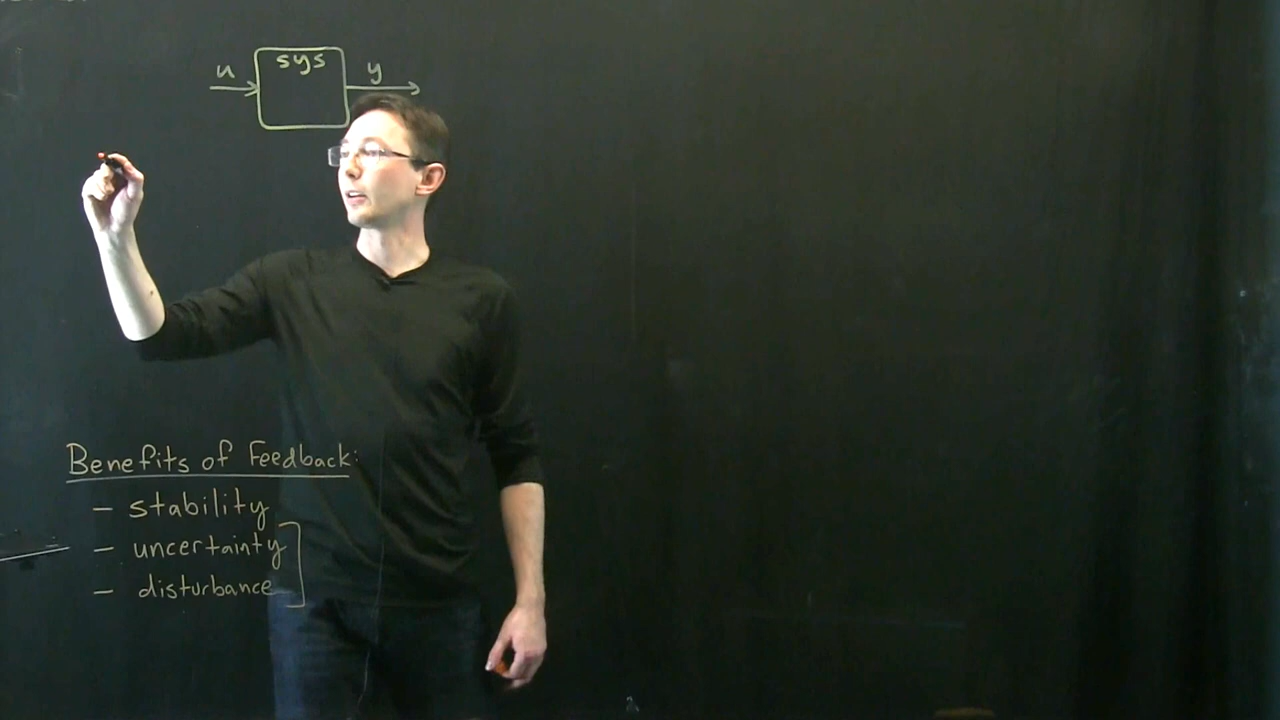 sys
u
y
Benefits of Feedback:
- stability
- uncertainty
- disturbance